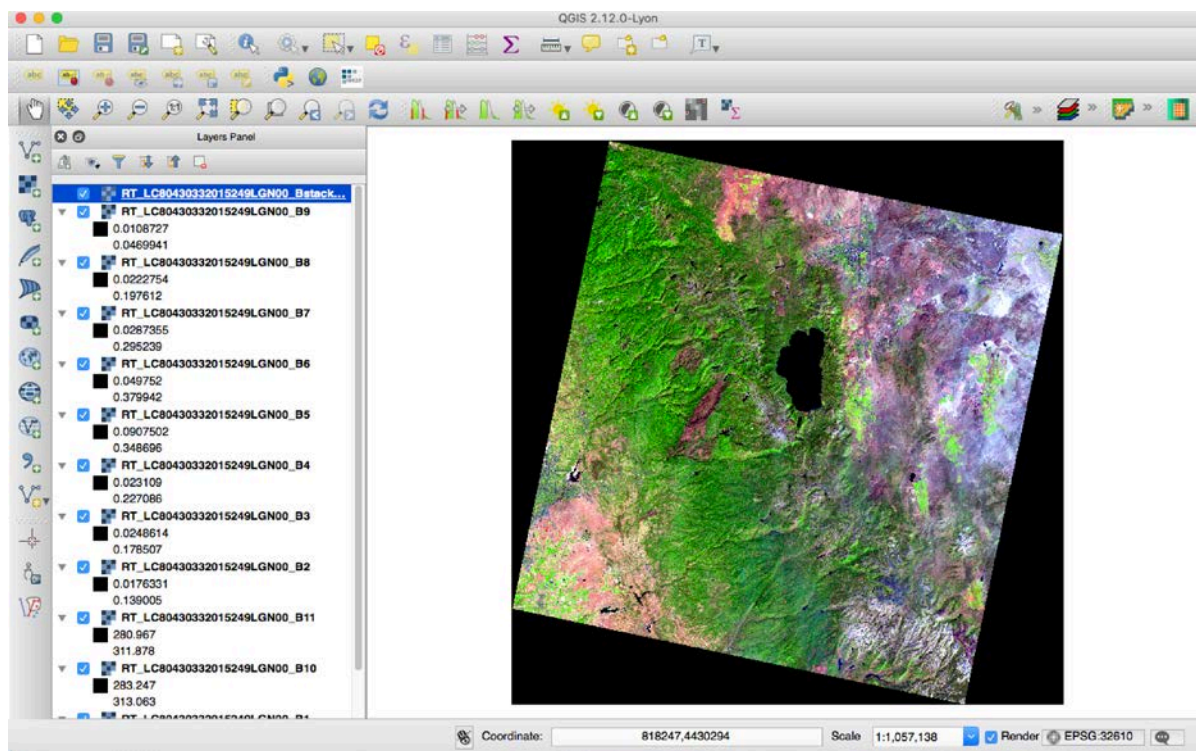 QGIS 2.12.0-Lyon
Layers Panel
RT_LC80430332015249LGN00_Bstack...
RT_LC80430332015249LGN00_B9
0.0108727
0.0469941
RT_LC80430332015249LGN00_B8
0.0222754
0.197612
RT_LC80430332015249LGN00_B7
0.0287355
0.295239
RT_LC80430332015249LGN00_B6
0.049752
0.379942
RT_LC80430332015249LGN00_B5
0.0907502
0.348696
RT_LC80430332015249LGN00_B4
0.023109
0.227086
RT_LC80430332015249LGN00_B3
0.0248614
0.178507
RT_LC80430332015249LGN00_B2
0.0176331
0.139005
RT_LC80430332015249LGN00_B11
280.967
311.878
RT_LC80430332015249LGN00_B10
283.247
313.063
RT_LC80430332015249LGN00_B1
Coordinate: 818247,4430294 Scale 1:1,057,138 Render EPSG:32610